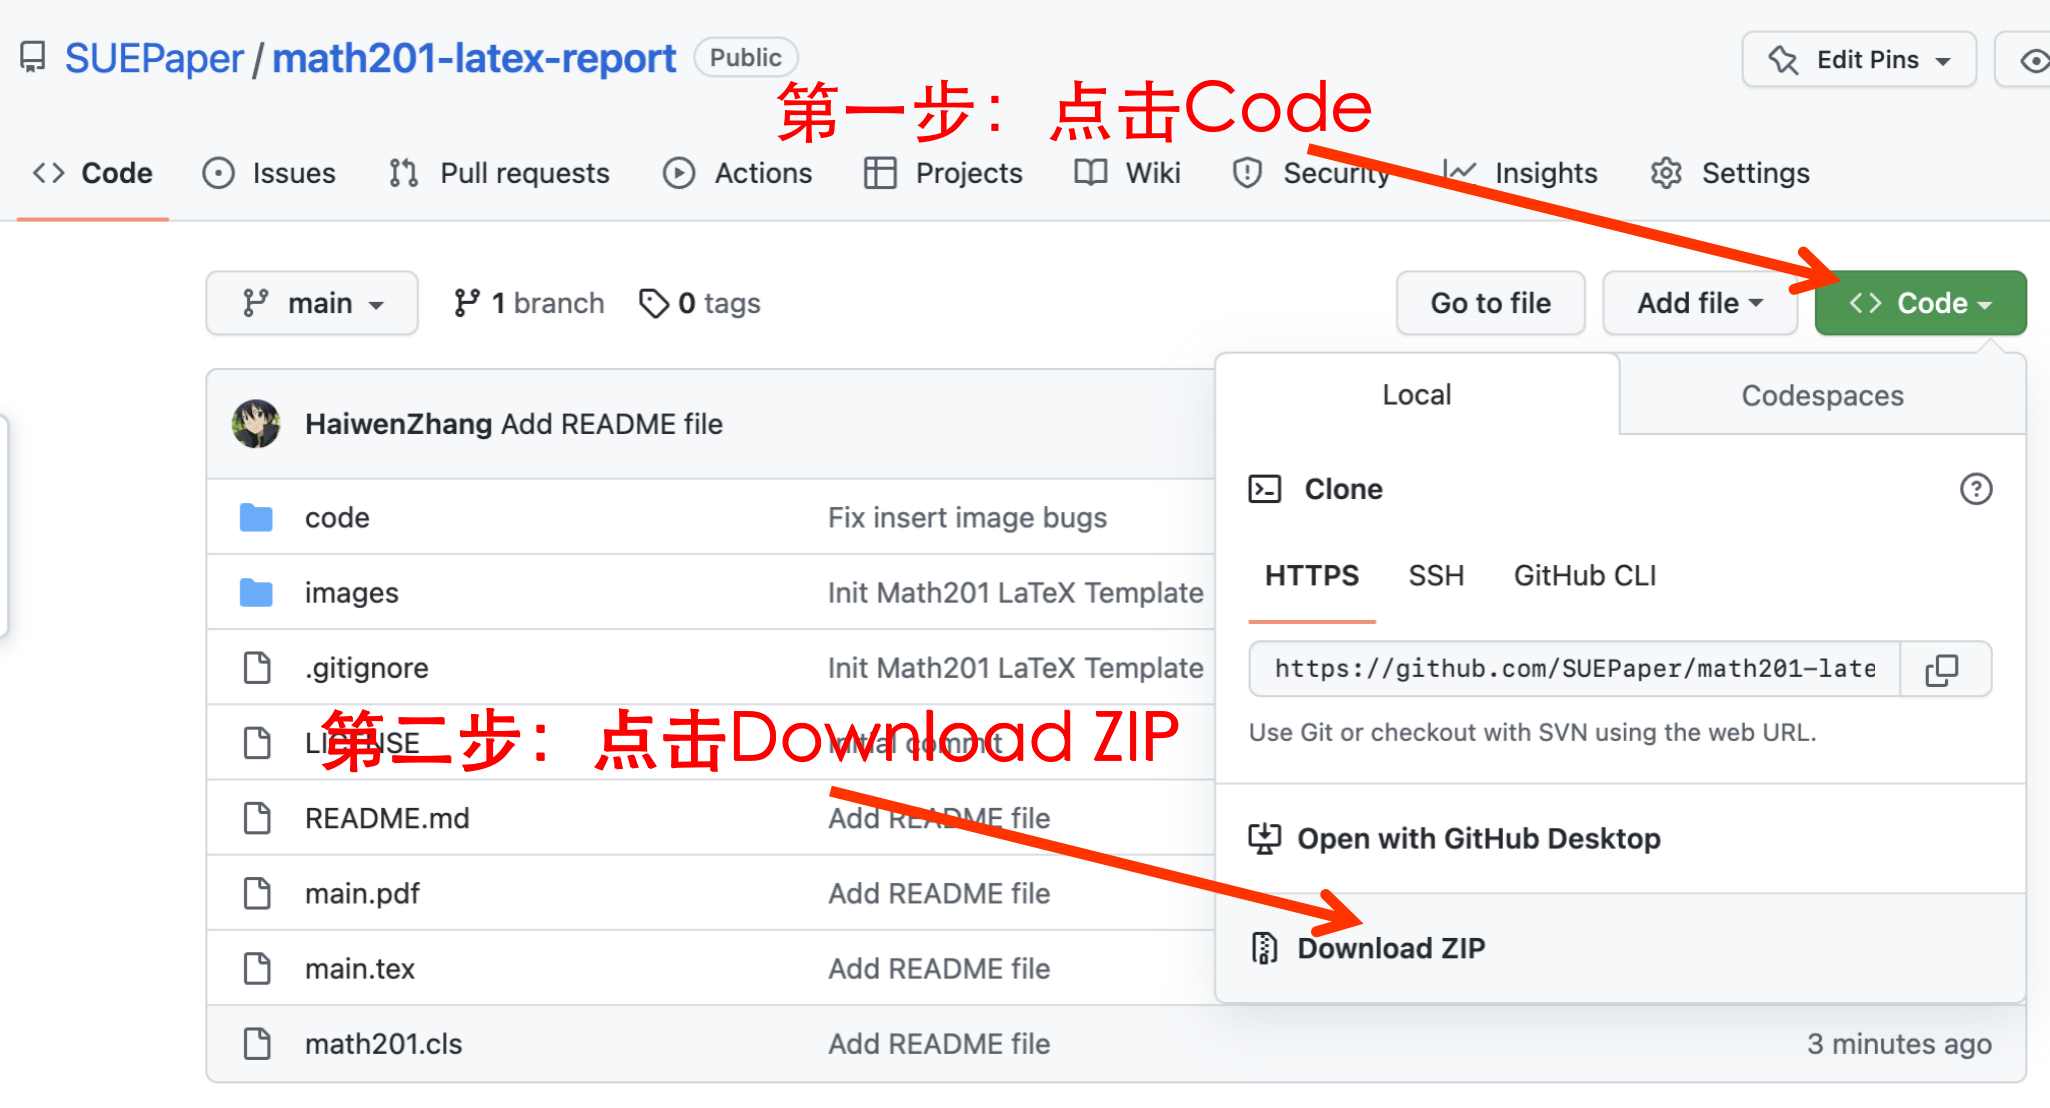 SUEPaper / math201-latex-report Public
Edit Pins
第一步：点击Code
Code Issues Pull requests Actions Projects Wiki Security Insights Settings
main 1 branch 0 tags Go to file Add file Code
HaiwenZhang Add README file
Local Codespaces
Clone
HTTPS SSH GitHub CLI
https://github.com/SUEPaper/math201-late
Use Git or checkout with SVN using the web URL.
Open with GitHub Desktop
Download ZIP
code Fix insert image bugs
images Init Math201 LaTeX Template
.gitignore Init Math201 LaTeX Template
LICENSE Initial commit
第二步：点击Download ZIP
README.md Add README file
main.pdf Add README file
main.tex Add README file
math201.cls Add README file 3 minutes ago